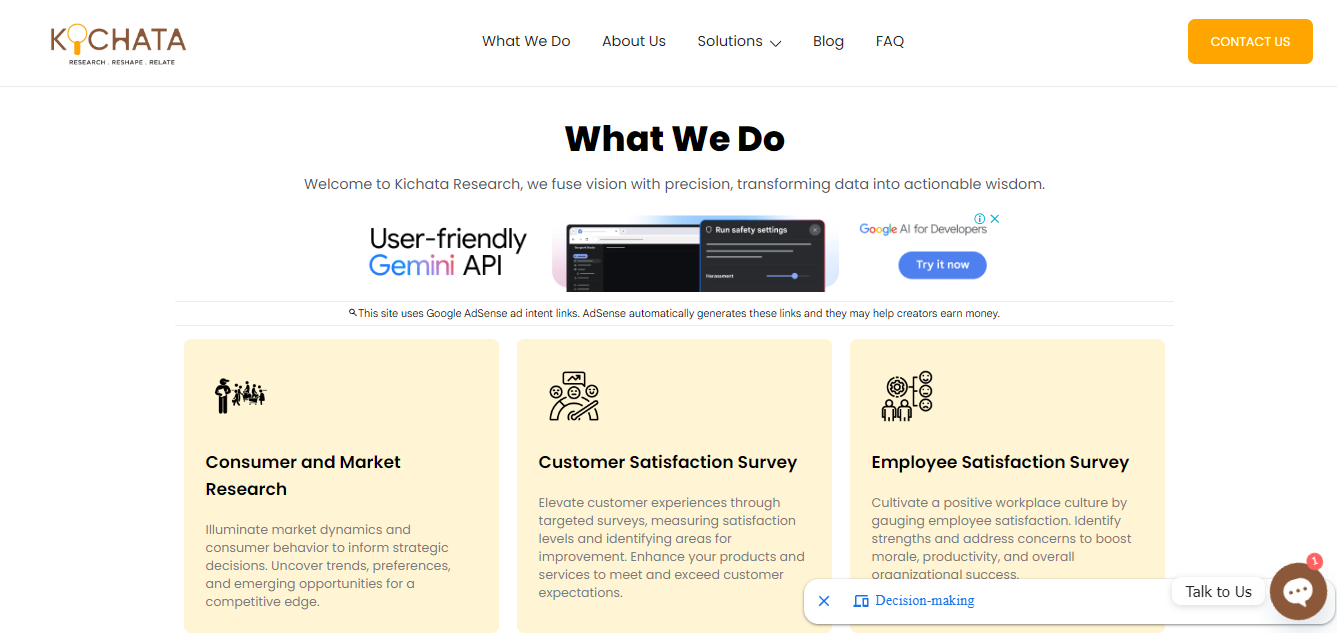 KICHATA
RESEARCH . RESHAPE . RELATE
What We Do
About Us
Solutions
Blog
FAQ
CONTACT US
What We Do
Welcome to Kichata Research, we fuse vision with precision, transforming data into actionable wisdom.
User-friendly
Gemini API
Run safety settings
Harassment
Google AI for Developers
Try it now
This site uses Google AdSense ad intent links. AdSense automatically generates these links and they may help creators earn money.
Consumer and Market
Research
Illuminate market dynamics and
consumer behavior to inform strategic
decisions. Uncover trends, preferences,
and emerging opportunities for a
competitive edge.
Customer Satisfaction Survey
Elevate customer experiences through
targeted surveys, measuring satisfaction
levels and identifying areas for
improvement. Enhance your products and
services to meet and exceed customer
expectations.
Employee Satisfaction Survey
Cultivate a positive workplace culture by
gauging employee satisfaction. Identify
strengths and address concerns to boost
morale, productivity, and overall
organizational success.
Decision-making
Talk to Us
1